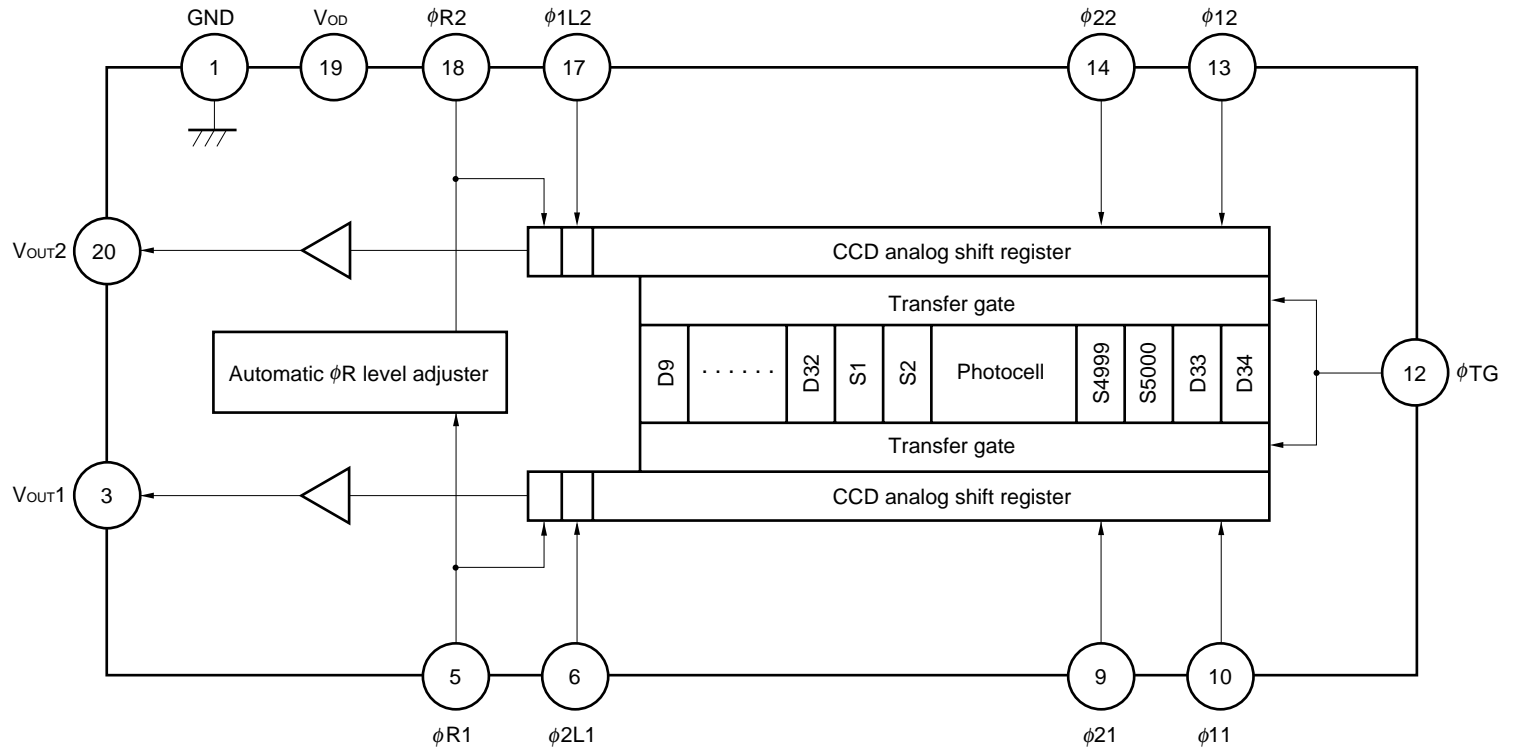 GND VOD ϕR2 ϕ1L2 ϕ22 ϕ12
1 19 18 17 14 13
VOUT2 20 CCD analog shift register
Transfer gate
Automatic ϕR level adjuster D9 ······ D32 S1 S2 Photocell S4999 S5000 D33 D34 12 ϕTG
Transfer gate
VOUT1 3 CCD analog shift register
5 6 9 10
ϕR1 ϕ2L1 ϕ21 ϕ11